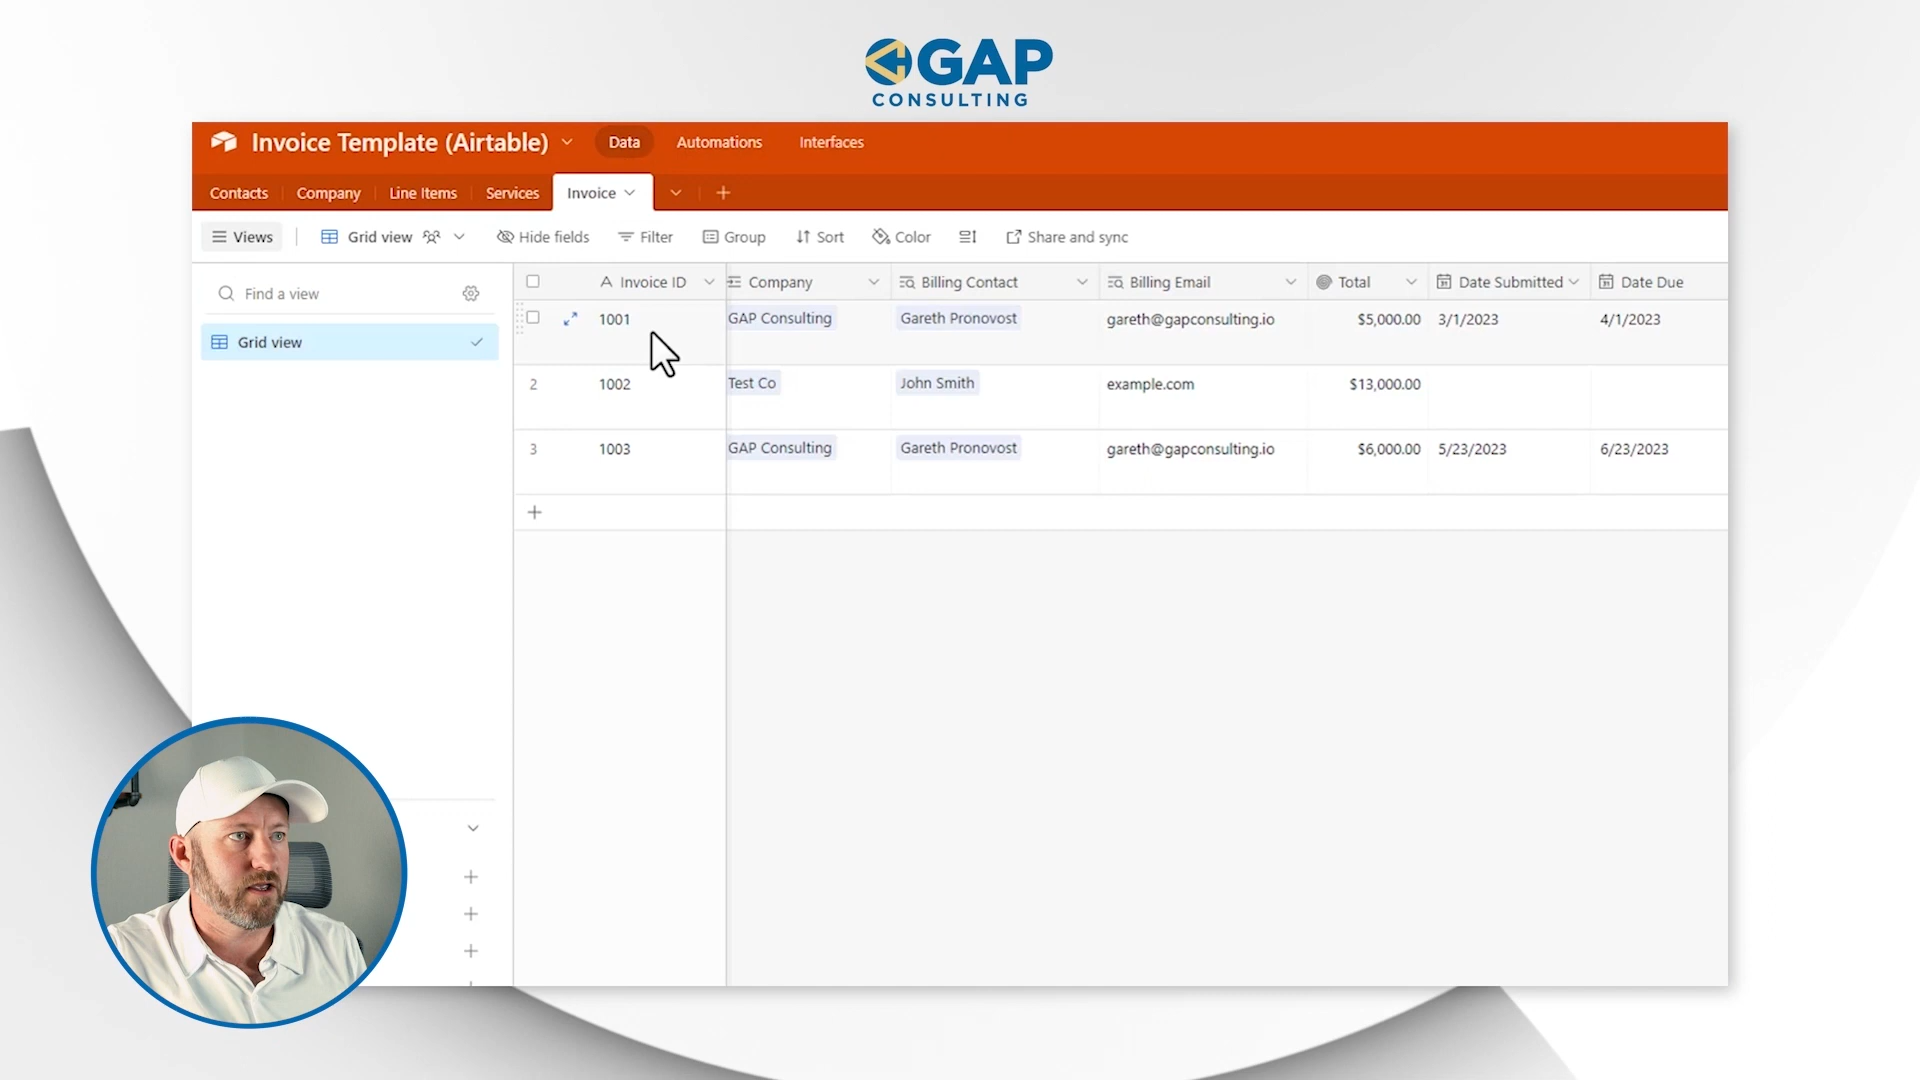 GAP
CONSULTING
Invoice Template (Airtable) Data Automations Interfaces
Contacts Company Line Items Services Invoice
Views Grid view Hide fields Filter Group Sort Color Share and sync
Find a view
Grid view
Invoice ID Company Billing Contact Billing Email Total Date Submitted Date Due
1001 GAP Consulting Gareth Pronovost gareth@gapconsulting.io $5,000.00 3/1/2023 4/1/2023
2 1002 Test Co John Smith example.com $13,000.00
3 1003 GAP Consulting Gareth Pronovost gareth@gapconsulting.io $6,000.00 5/23/2023 6/23/2023